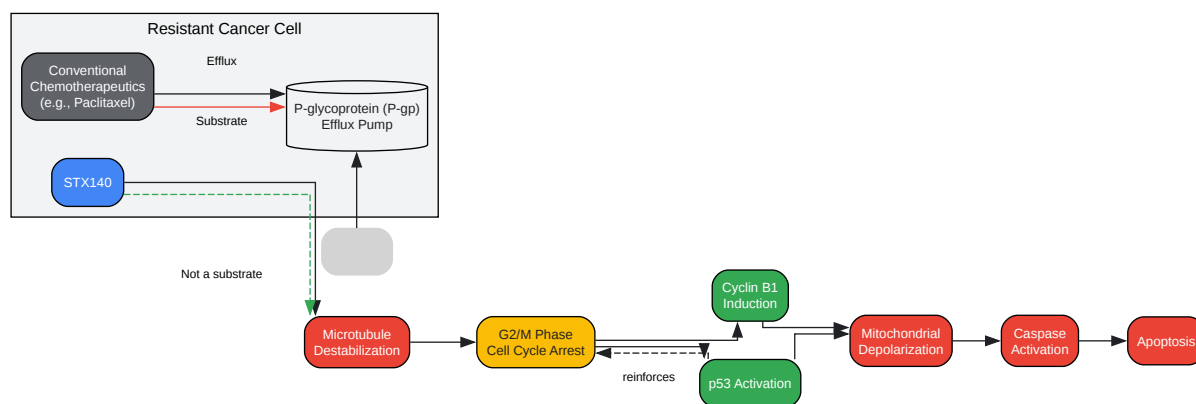 Resistant Cancer Cell
Conventional
Chemotherapeutics
(e.g., Paclitaxel)
Efflux
Substrate
P-glycoprotein (P-gp)
Efflux Pump
STX140
Not a substrate
Microtubule
Destabilization
G2/M Phase
Cell Cycle Arrest
Cyclin B1
Induction
reinforces
p53 Activation
Mitochondrial
Depolarization
Caspase
Activation
Apoptosis